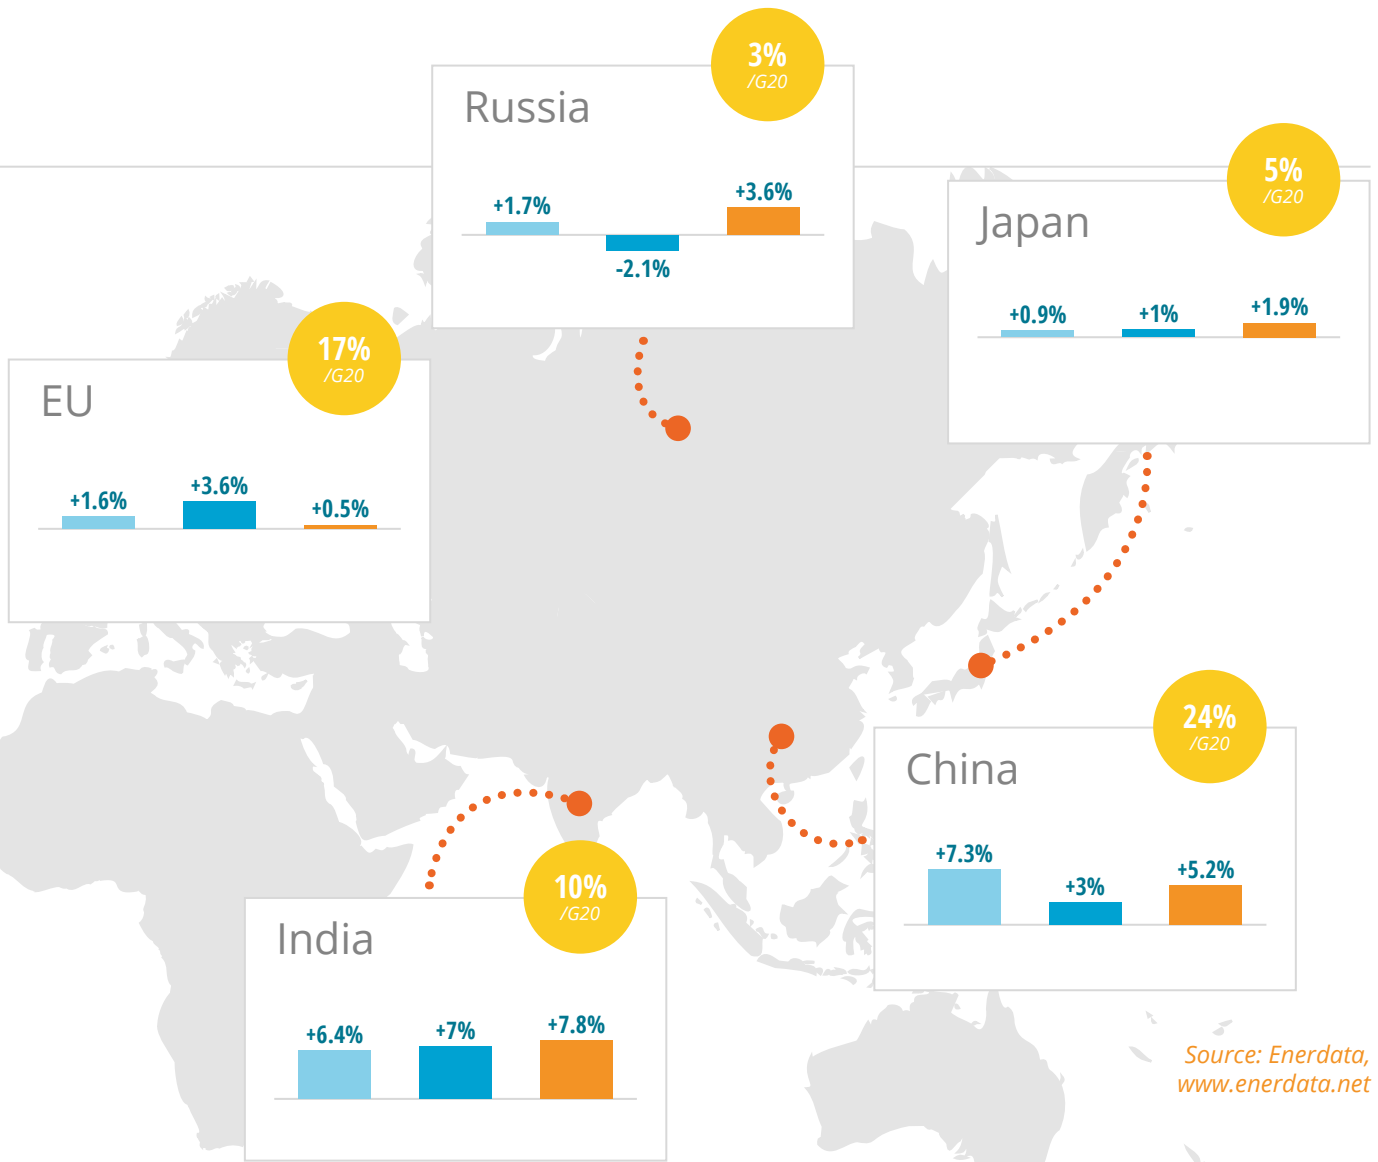 3%
/G20
Russia
+1.7%
-2.1%
+3.6%
5%
/G20
Japan
+0.9%
+1%
+1.9%
17%
/G20
EU
+1.6%
+3.6%
+0.5%
24%
/G20
China
+7.3%
+3%
+5.2%
10%
/G20
India
+6.4%
+7%
+7.8%
Source: Enerdata,
www.enerdata.net